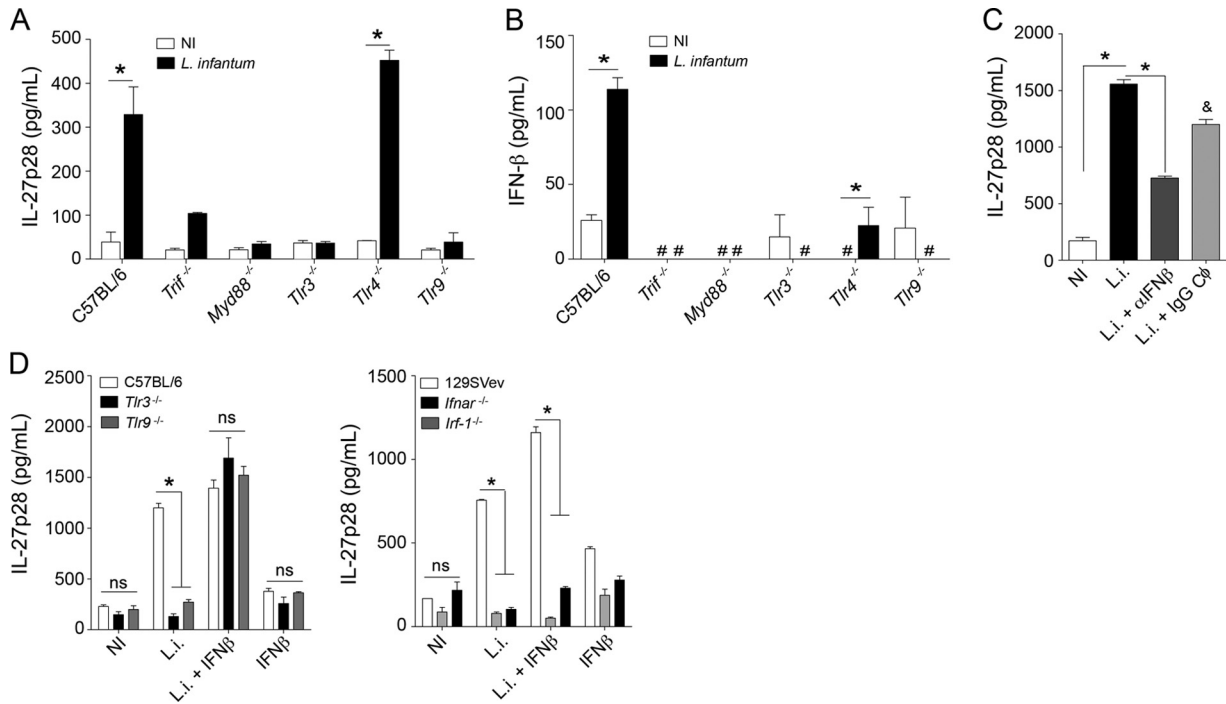 A
IL-27p28 (pg/mL)
500
400
300
200
100
0
NI
L. infantum
*
*
C57BL/6
Trif-/-
Myd88-/-
Tlr3-/-
Tlr4-/-
Tlr9-/-
B
IFN-β (pg/mL)
150
100
50
0
NI
L. infantum
*
*
# #
# #
#
#
#
C57BL/6
Trif-/-
Myd88-/-
Tlr3-/-
Tlr4-/-
Tlr9-/-
C
IL-27p28 (pg/mL)
2000
1500
1000
500
0
*
*
&
NI
L.i.
L.i. + αIFNβ
L.i. + IgG Cϕ
D
IL-27p28 (pg/mL)
2500
2000
1500
1000
500
0
C57BL/6
Tlr3-/-
Tlr9-/-
ns
*
ns
ns
NI
L.i.
L.i. + IFNβ
IFNβ
IL-27p28 (pg/mL)
1500
1000
500
0
129SVev
Ifnar-/-
Irf-1-/-
ns
*
*
NI
L.i.
L.i. + IFNβ
IFNβ